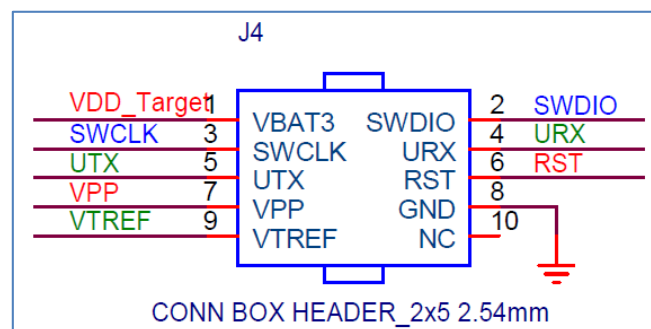 J4
VDD_Target 1 VBAT3 SWDIO 2 SWDIO
SWCLK 3 SWCLK URX 4 URX
UTX 5 UTX RST 6 RST
VPP 7 VPP GND 8
VTREF 9 VTREF NC 10
CONN BOX HEADER_2x5 2.54mm